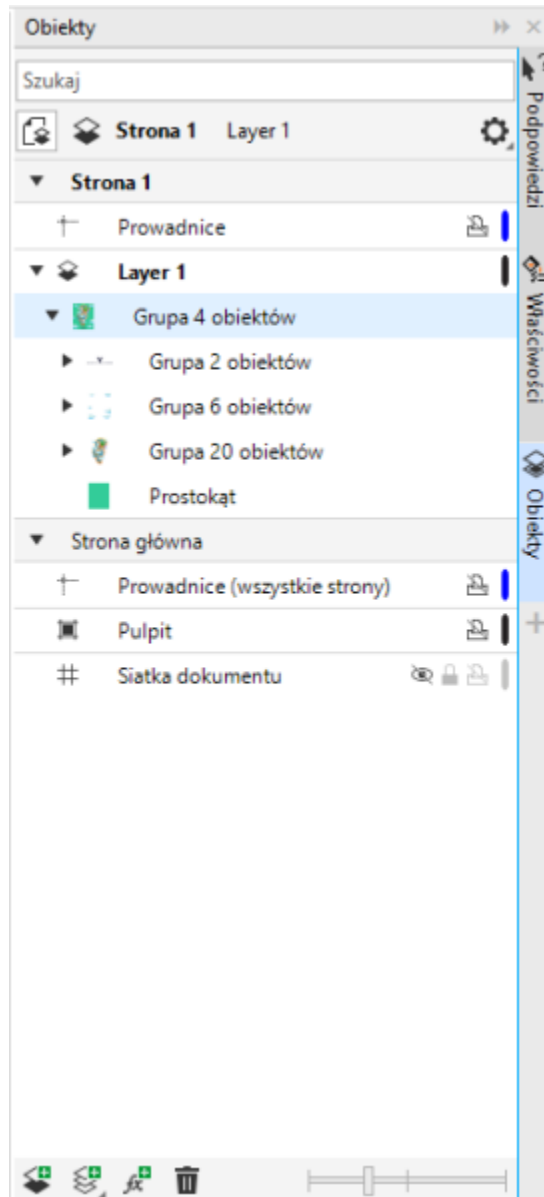 Obiekty
Szukaj
Strona 1 Layer 1
Strona 1
Prowadnice
Layer 1
Grupa 4 obiektów
Grupa 2 obiektów
Grupa 6 obiektów
Grupa 20 obiektów
Prostokąt
Strona główna
Prowadnice (wszystkie strony)
Pulpit
Siatka dokumentu
Podpowiedzi
Właściwości
Obiekty